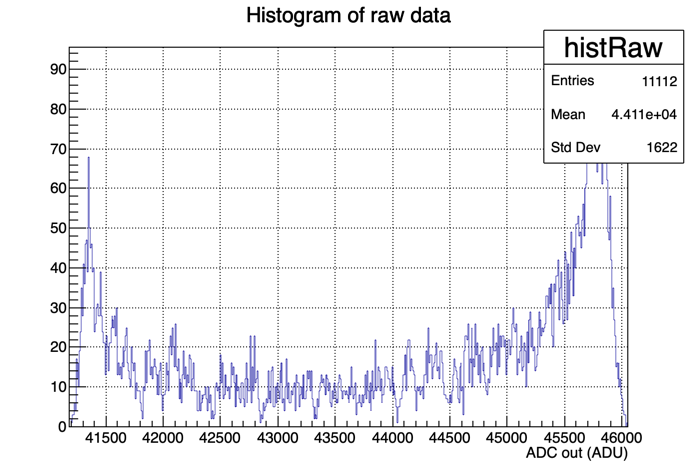 Histogram of raw data
histRaw
Entries 11112
Mean 4.411e+04
Std Dev 1622
90
80
70
60
50
40
30
20
10
0
41500 42000 42500 43000 43500 44000 44500 45000 45500 46000
ADC out (ADU)